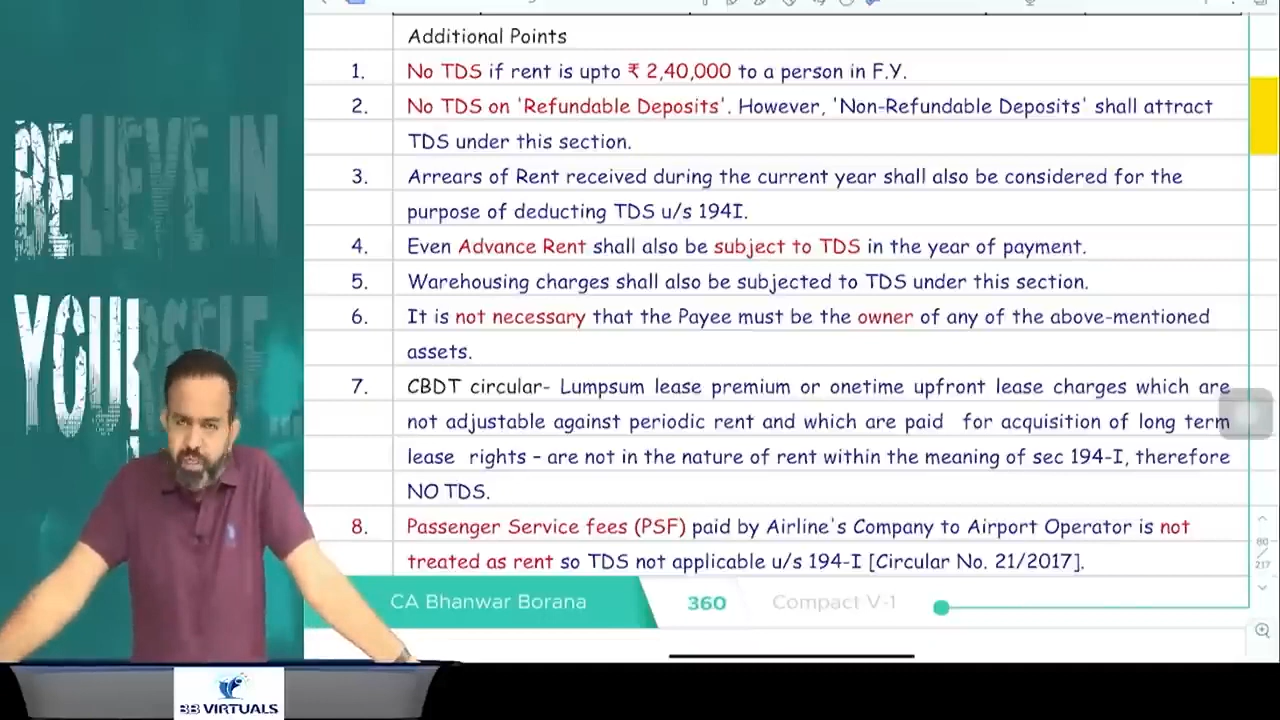 BELIEVE IN
YOURSELF
Additional Points
1. No TDS if rent is upto ₹ 2,40,000 to a person in F.Y.
2. No TDS on 'Refundable Deposits'. However, 'Non-Refundable Deposits' shall attract
TDS under this section.
3. Arrears of Rent received during the current year shall also be considered for the
purpose of deducting TDS u/s 194I.
4. Even Advance Rent shall also be subject to TDS in the year of payment.
5. Warehousing charges shall also be subjected to TDS under this section.
6. It is not necessary that the Payee must be the owner of any of the above-mentioned
assets.
7. CBDT circular- Lumpsum lease premium or onetime upfront lease charges which are
not adjustable against periodic rent and which are paid for acquisition of long term
lease rights – are not in the nature of rent within the meaning of sec 194-I, therefore
NO TDS.
8. Passenger Service fees (PSF) paid by Airline's Company to Airport Operator is not
treated as rent so TDS not applicable u/s 194-I [Circular No. 21/2017].
80
/
217
CA Bhanwar Borana 360 Compact V-1
BB VIRTUALS